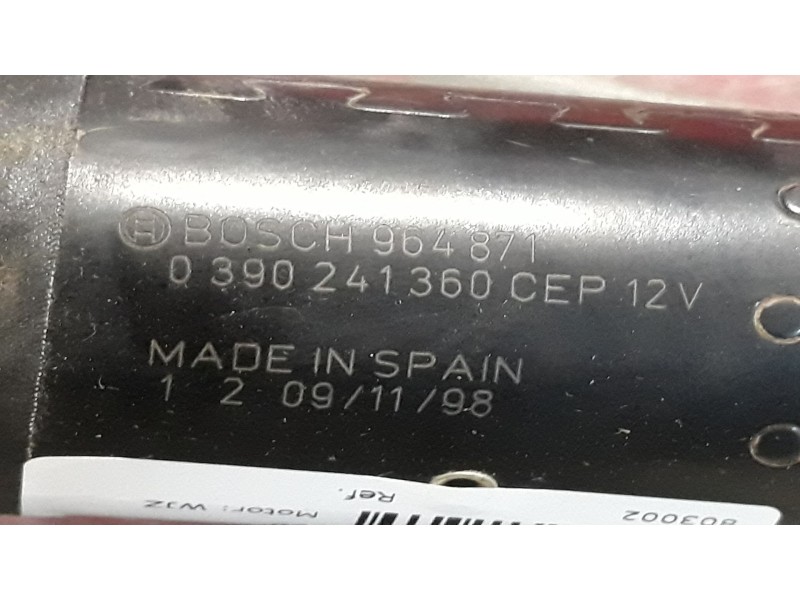 BOSCH 964 871
0 390 241 360 CEP 12V
MADE IN SPAIN
1 2 09/11/98
Ref.
Motor: WJZ
803002